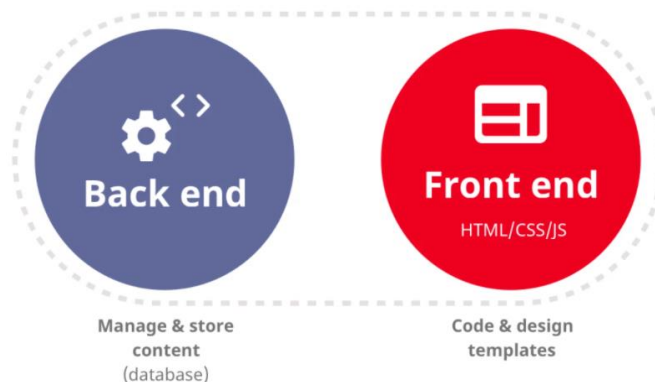 < >
Back end
Front end
HTML/CSS/JS
Manage & store
content
(database)
Code & design
templates